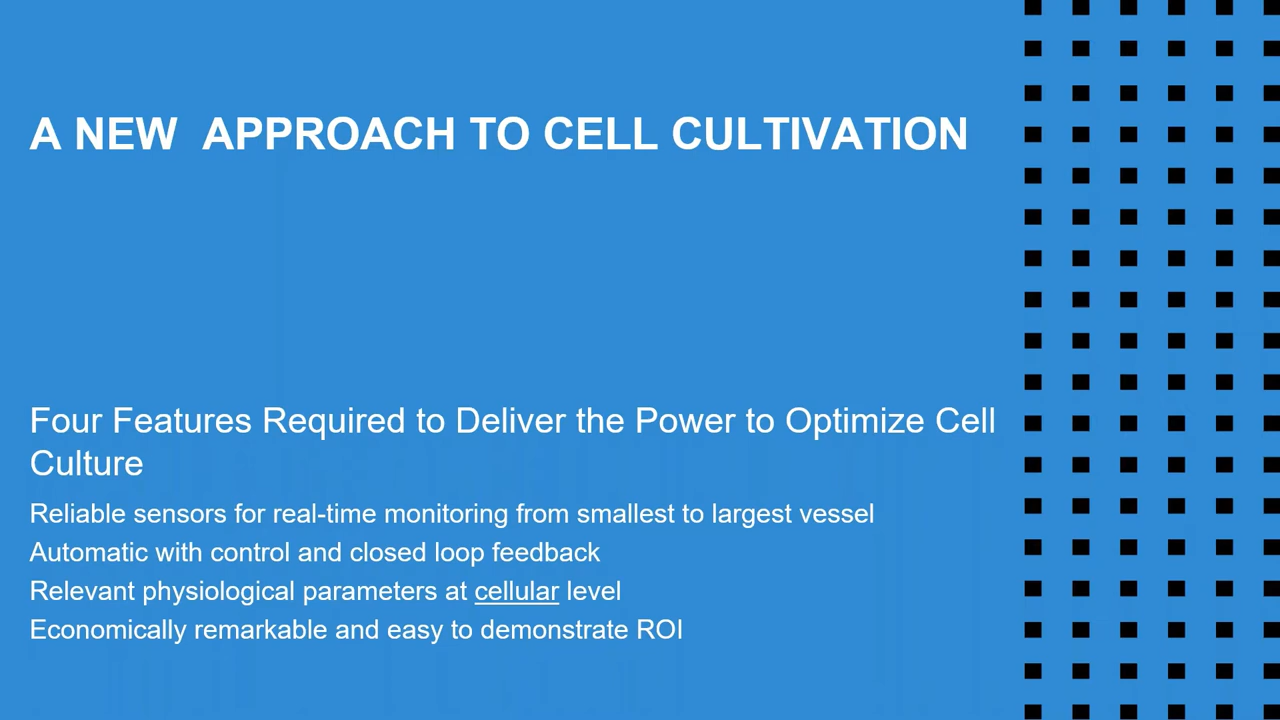 A NEW  APPROACH TO CELL CULTIVATION
Four Features Required to Deliver the Power to Optimize Cell
Culture
Reliable sensors for real-time monitoring from smallest to largest vessel
Automatic with control and closed loop feedback
Relevant physiological parameters at cellular level
Economically remarkable and easy to demonstrate ROI